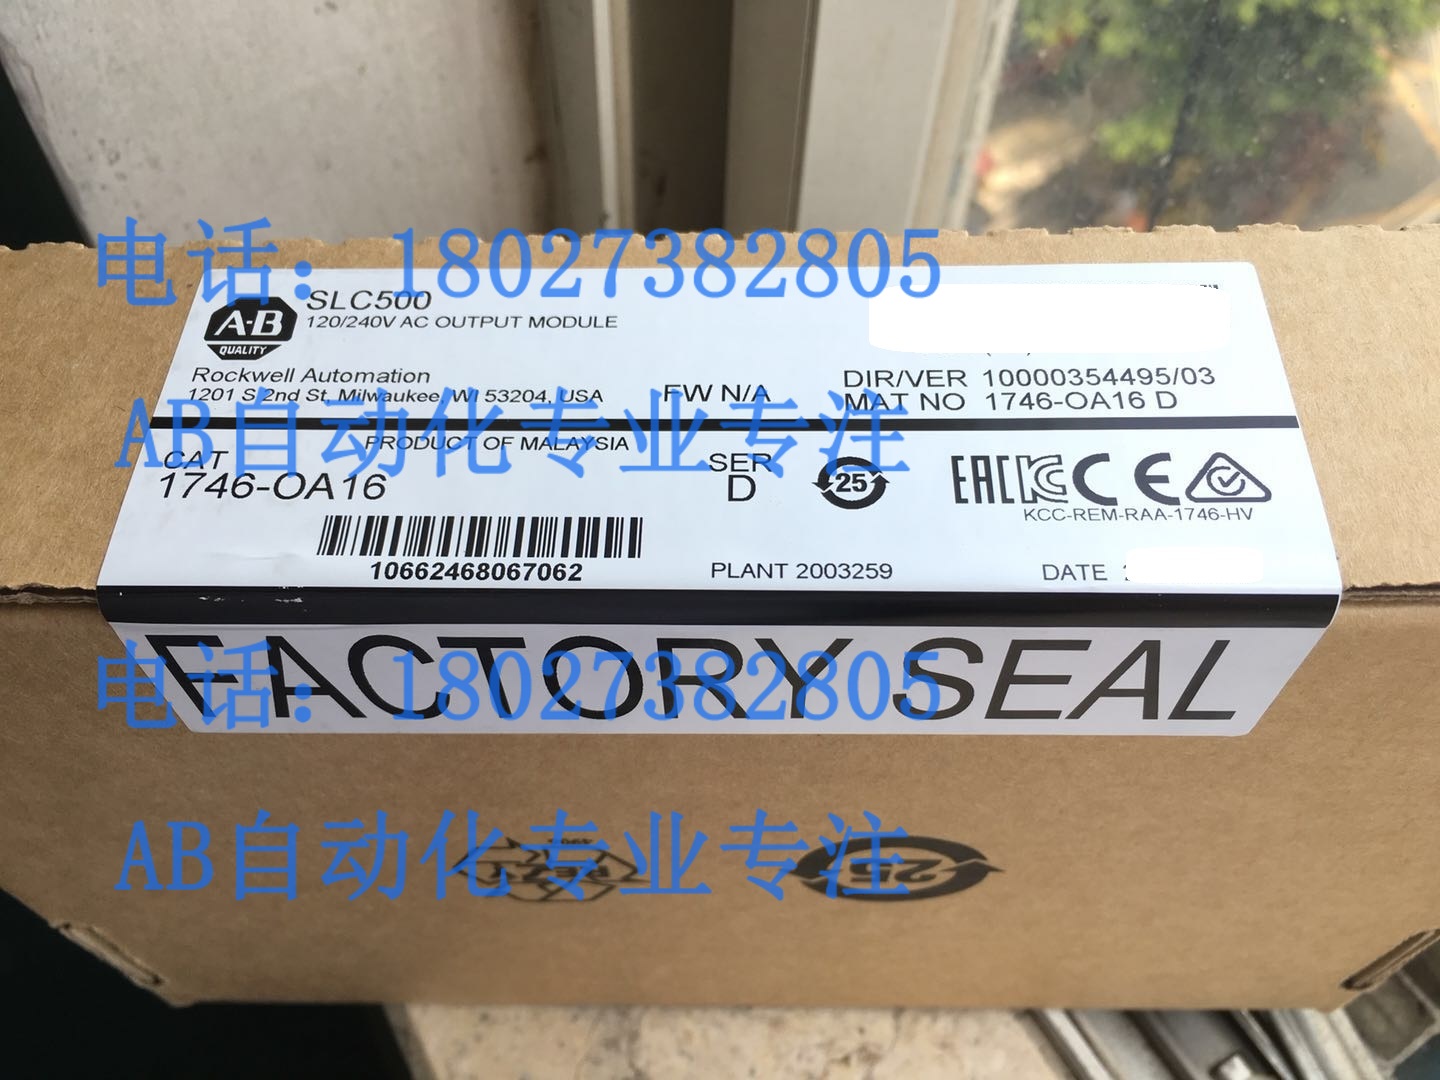 电话：18027382805
A-B
QUALITY
SLC500
120/240V AC OUTPUT MODULE
Rockwell Automation
1201 S 2nd St, Milwaukee, WI 53204, USA
FW N/A
DIR/VER 10000354495/03
MAT NO 1746-OA16 D
AB自动化专业专注
PRODUCT OF MALAYSIA
CAT
1746-OA16
SER
D
25
EAC KC CE
KCC-REM-RAA-1746-HV
10662468067062
PLANT 2003259
DATE
FACTORY SEAL
电话：18027382805
AB自动化专业专注
25